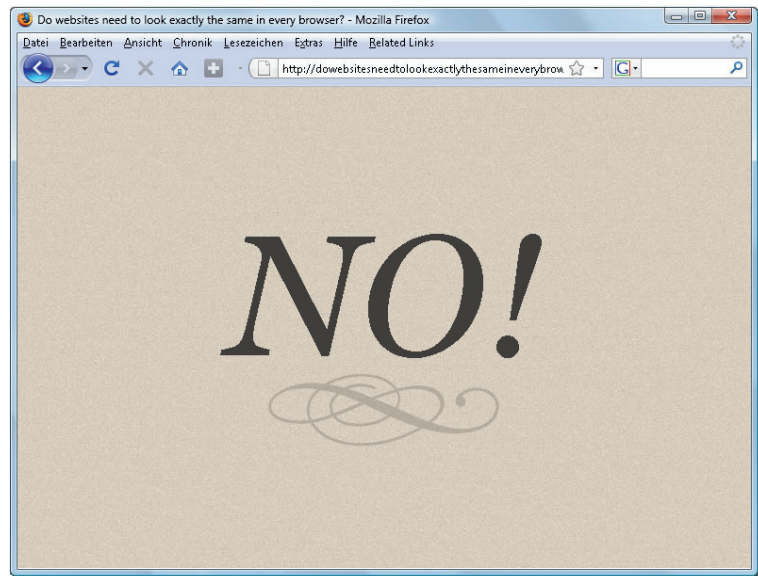 Do websites need to look exactly the same in every browser? - Mozilla Firefox
Datei Bearbeiten Ansicht Chronik Lesezeichen Extras Hilfe Related Links
http://dowebsitesneedtolookexactlythesameineverybrow G
NO!